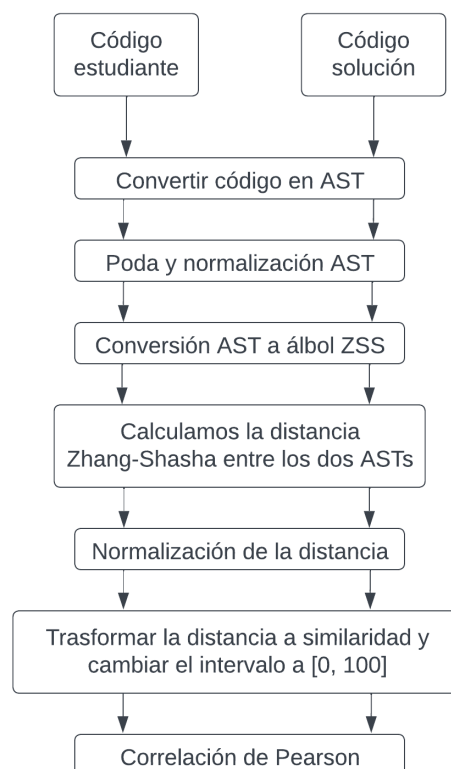 Código
estudiante
Código
solución
Convertir código en AST
Poda y normalización AST
Conversión AST a álbol ZSS
Calculamos la distancia
Zhang-Shasha entre los dos ASTs
Normalización de la distancia
Trasformar la distancia a similaridad y
cambiar el intervalo a [0, 100]
Correlación de Pearson